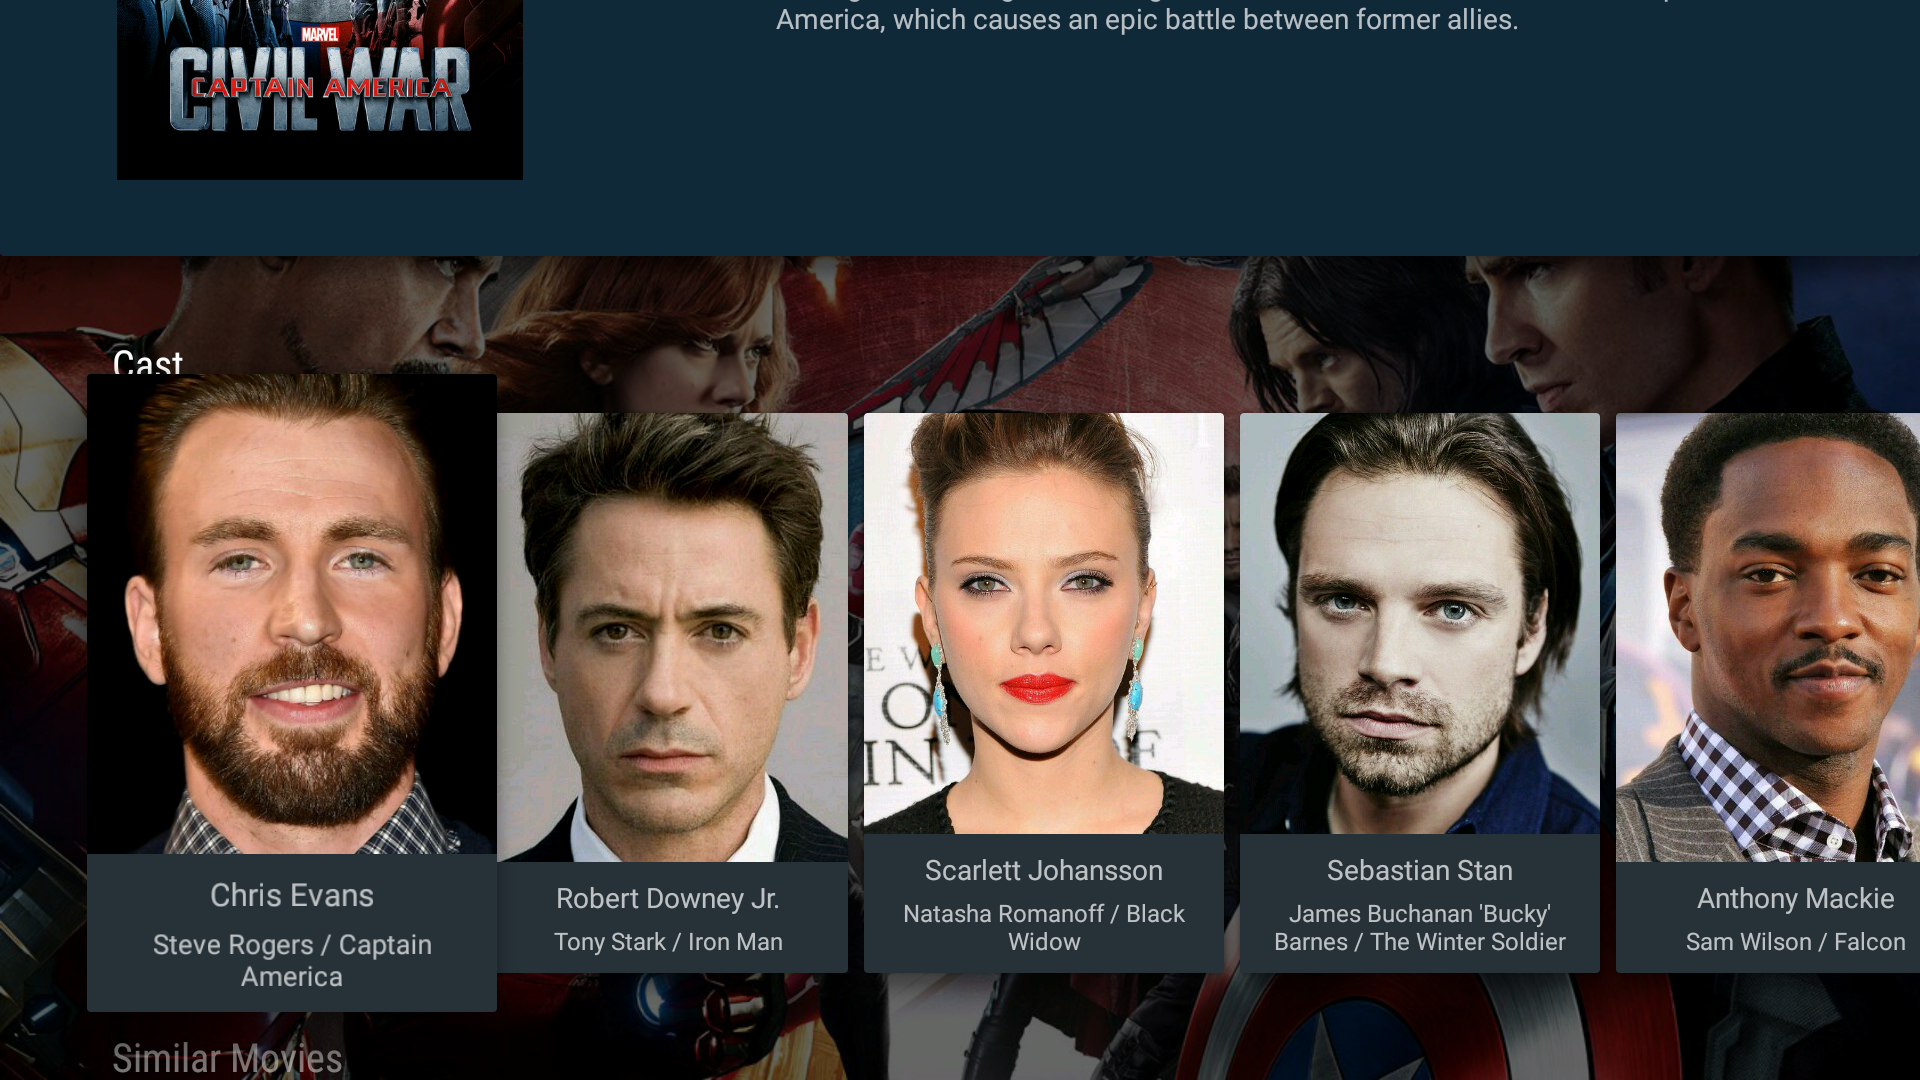 America, which causes an epic battle between former allies.
MARVEL
CIVIL WAR
CAPTAIN AMERICA
Cast
Chris Evans
Steve Rogers / Captain
America
Robert Downey Jr.
Tony Stark / Iron Man
Scarlett Johansson
Natasha Romanoff / Black
Widow
Sebastian Stan
James Buchanan 'Bucky'
Barnes / The Winter Soldier
Anthony Mackie
Sam Wilson / Falcon
Similar Movies